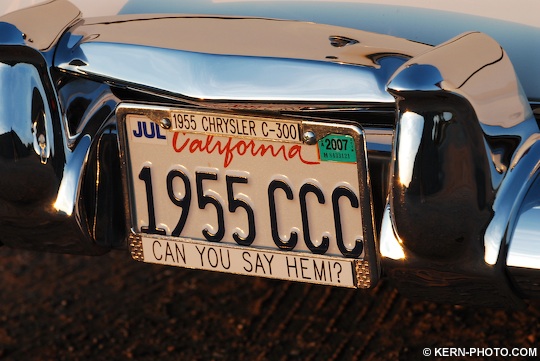 1955 CHRYSLER C-300
JUL California 2007
1955 CCC
CAN YOU SAY HEMI?
© KERN-PHOTO.COM